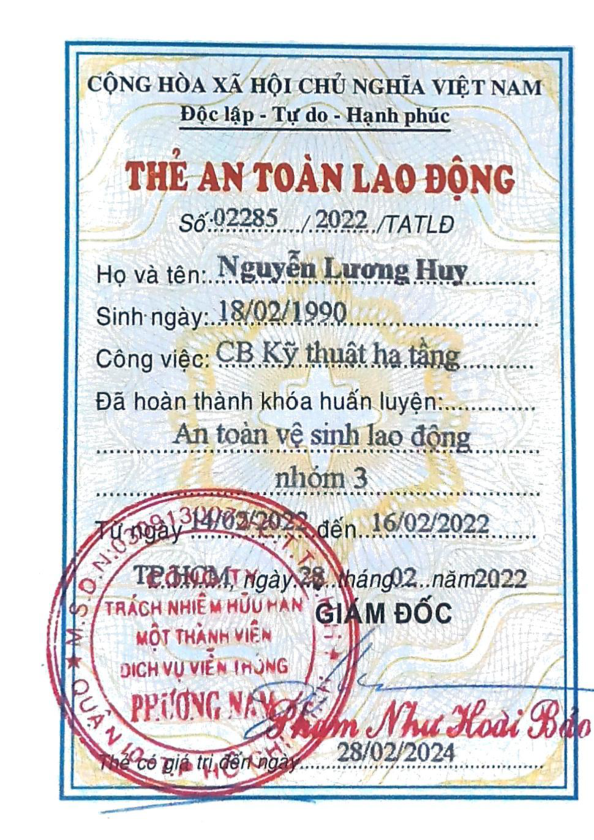 CỘNG HÒA XÃ HỘI CHỦ NGHĨA VIỆT NAM
Độc lập - Tự do - Hạnh phúc
THẺ AN TOÀN LAO ĐỘNG
Số:02285..../.2022./TATLĐ
Họ và tên: Nguyễn Lương Huy
Sinh ngày: 18/02/1990
Công việc: CB Kỹ thuật hạ tầng
Đã hoàn thành khóa huấn luyện:
An toàn vệ sinh lao động
nhóm 3
Từ ngày 14/02/2022 đến 16/02/2022
TP.HCM, ngày 28 tháng 02 năm 2022
GIÁM ĐỐC
CÔNG TY
TRÁCH NHIỆM HỮU HẠN
MỘT THÀNH VIÊN
DỊCH VỤ VIỄN THÔNG
PHƯƠNG NAM
QUẬN 10 TP HỒ CHÍ MINH
Phạm Như Hoài Bảo
Thẻ có giá trị đến ngày 28/02/2024